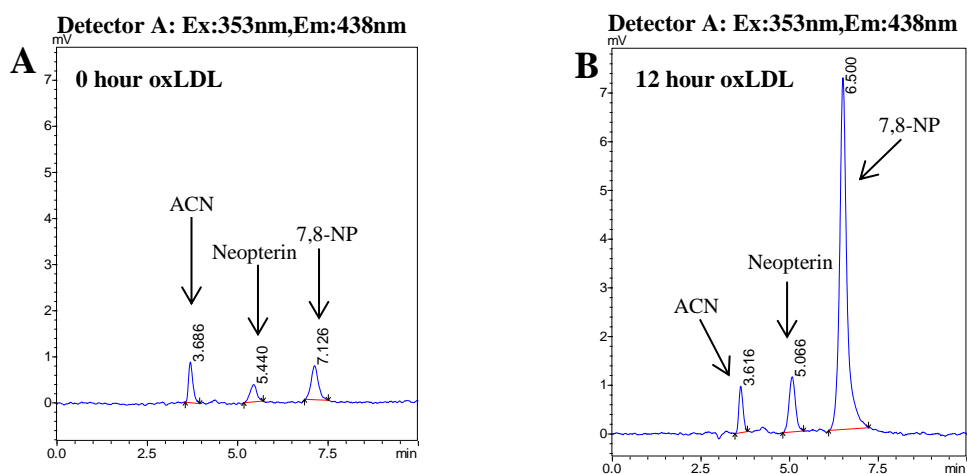 Detector A: Ex:353nm,Em:438nm
mV
A
0 hour oxLDL
7
6
5
4
3
2
1
0
ACN
Neopterin
7,8-NP
3.686
5.440
7.126
0.0
2.5
5.0
7.5
min
Detector A: Ex:353nm,Em:438nm
mV
B
12 hour oxLDL
7
6
5
4
3
2
1
0
ACN
Neopterin
7,8-NP
3.616
5.066
6.500
0.0
2.5
5.0
7.5
min